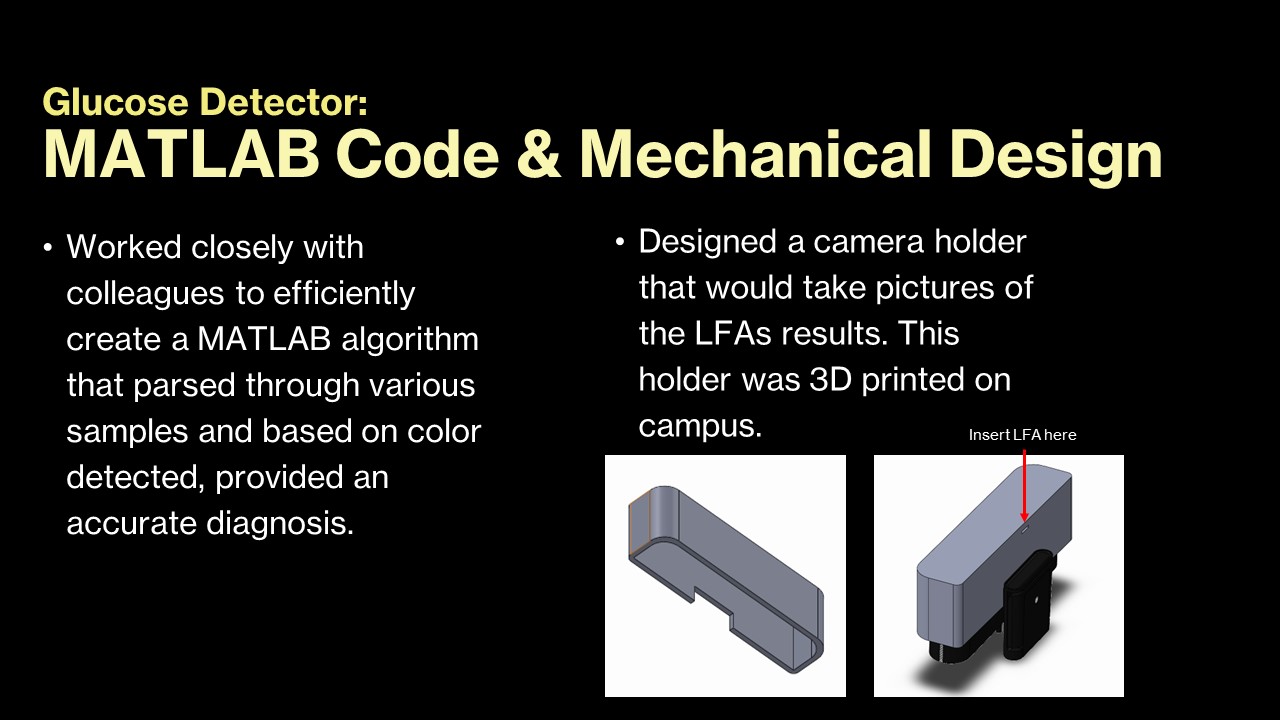 Glucose Detector:
MATLAB Code & Mechanical Design
• Worked closely with
colleagues to efficiently
create a MATLAB algorithm
that parsed through various
samples and based on color
detected, provided an
accurate diagnosis.
• Designed a camera holder
that would take pictures of
the LFAs results. This
holder was 3D printed on
campus.
Insert LFA here